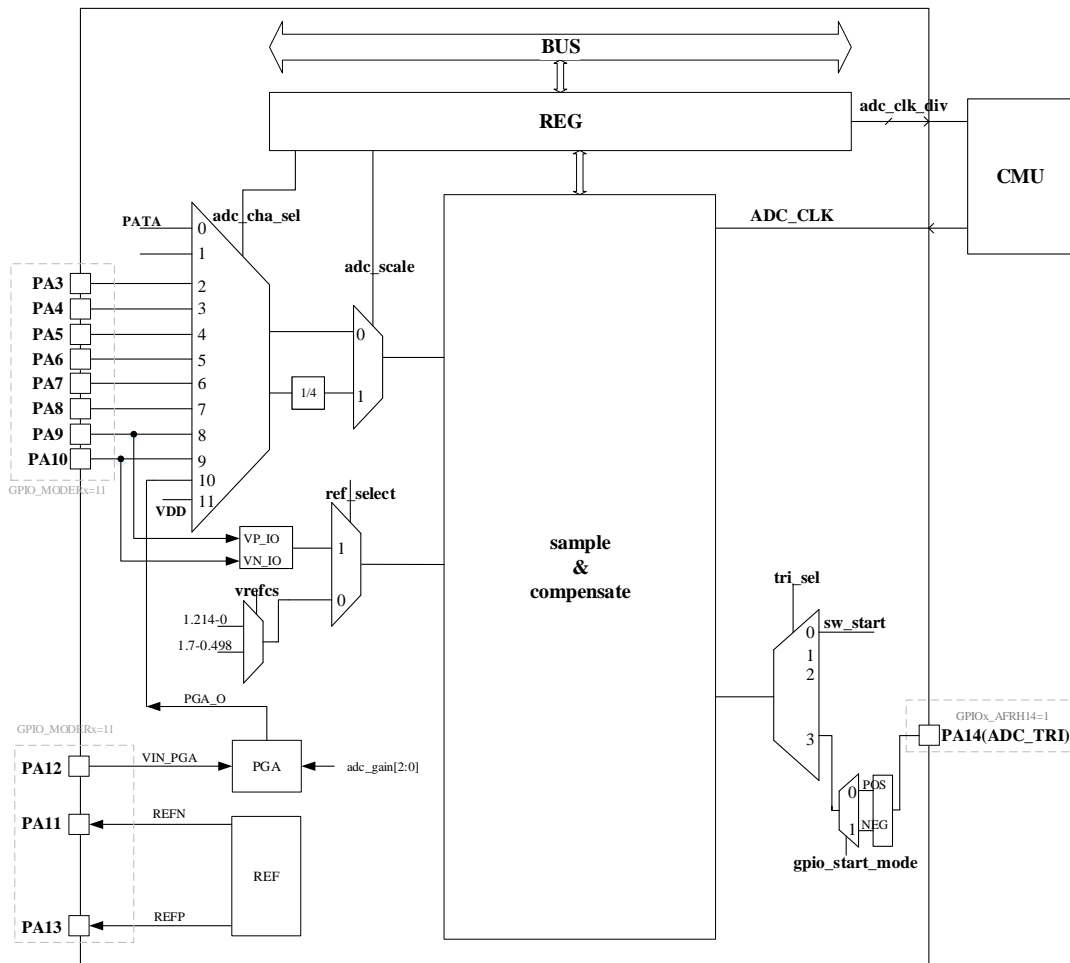 BUS
REG
adc_clk_div
CMU
ADC_CLK
PATA
adc_cha_sel
adc_scale
0
1
2
3
4
5
6
7
8
9
10
11
PA3
PA4
PA5
PA6
PA7
PA8
PA9
PA10
GPIO_MODERx=11
VDD
0
1
1/4
ref_select
VP_IO
VN_IO
1
0
vrefcs
1.214-0
1.7-0.498
sample
&
compensate
tri_sel
sw_start
0
1
2
3
PGA_O
GPIO_MODERx=11
PA12
VIN_PGA
PGA
adc_gain[2:0]
PA11
REFN
REF
PA13
REFP
GPIOx_AFRH14=1
PA14(ADC_TRI)
0
POS
1
NEG
gpio_start_mode